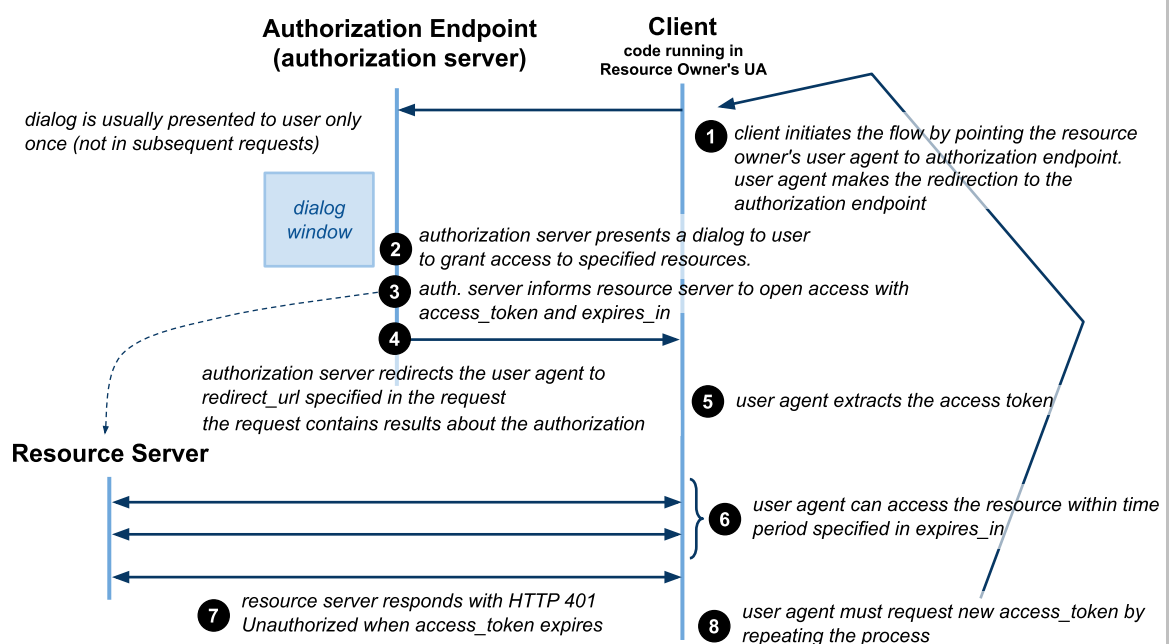 Authorization Endpoint
(authorization server)
Client
code running in
Resource Owner's UA
dialog is usually presented to user only
once (not in subsequent requests)
1
client initiates the flow by pointing the resource
owner's user agent to authorization endpoint.
user agent makes the redirection to the
authorization endpoint
dialog
window
2
authorization server presents a dialog to user
to grant access to specified resources.
3
auth. server informs resource server to open access with
access_token and expires_in
4
authorization server redirects the user agent to
redirect_url specified in the request
the request contains results about the authorization
5
user agent extracts the access token
Resource Server
6
user agent can access the resource within time
period specified in expires_in
7
resource server responds with HTTP 401
Unauthorized when access_token expires
8
user agent must request new access_token by
repeating the process